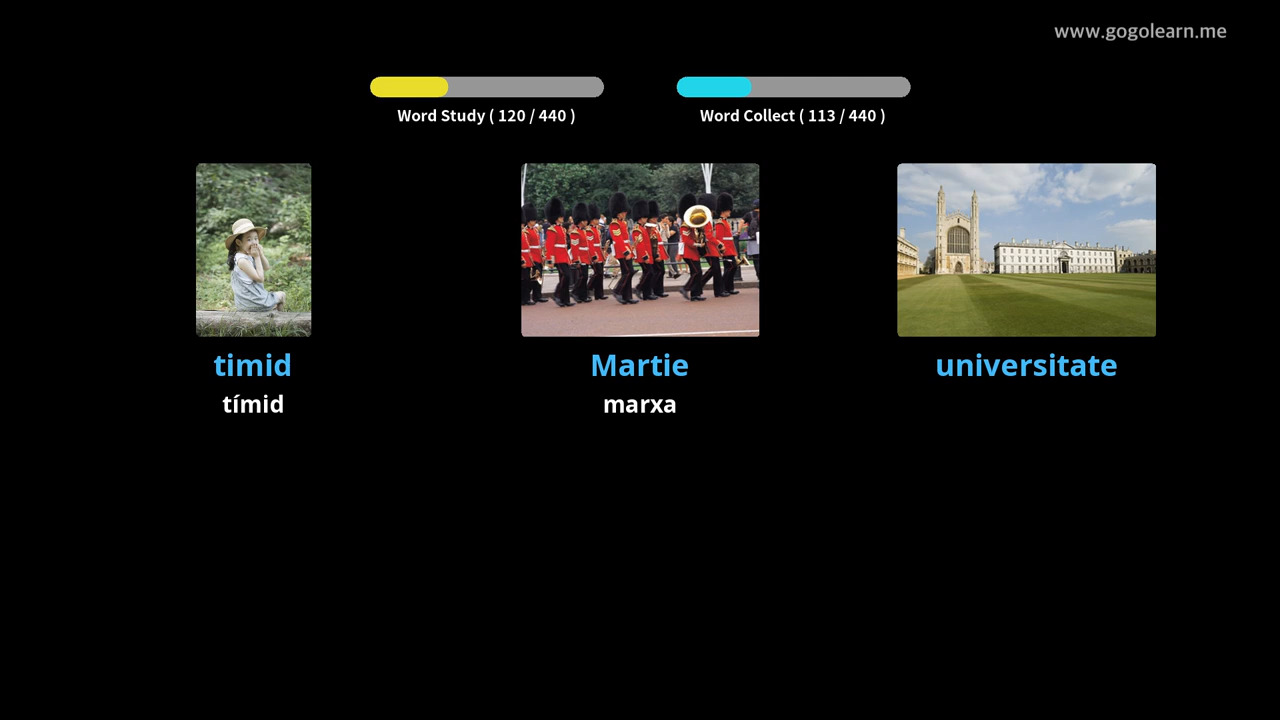 www.gogolearn.me
Word Study ( 120 / 440 )
Word Collect ( 113 / 440 )
timid
Martie
universitate
tímid
marxa